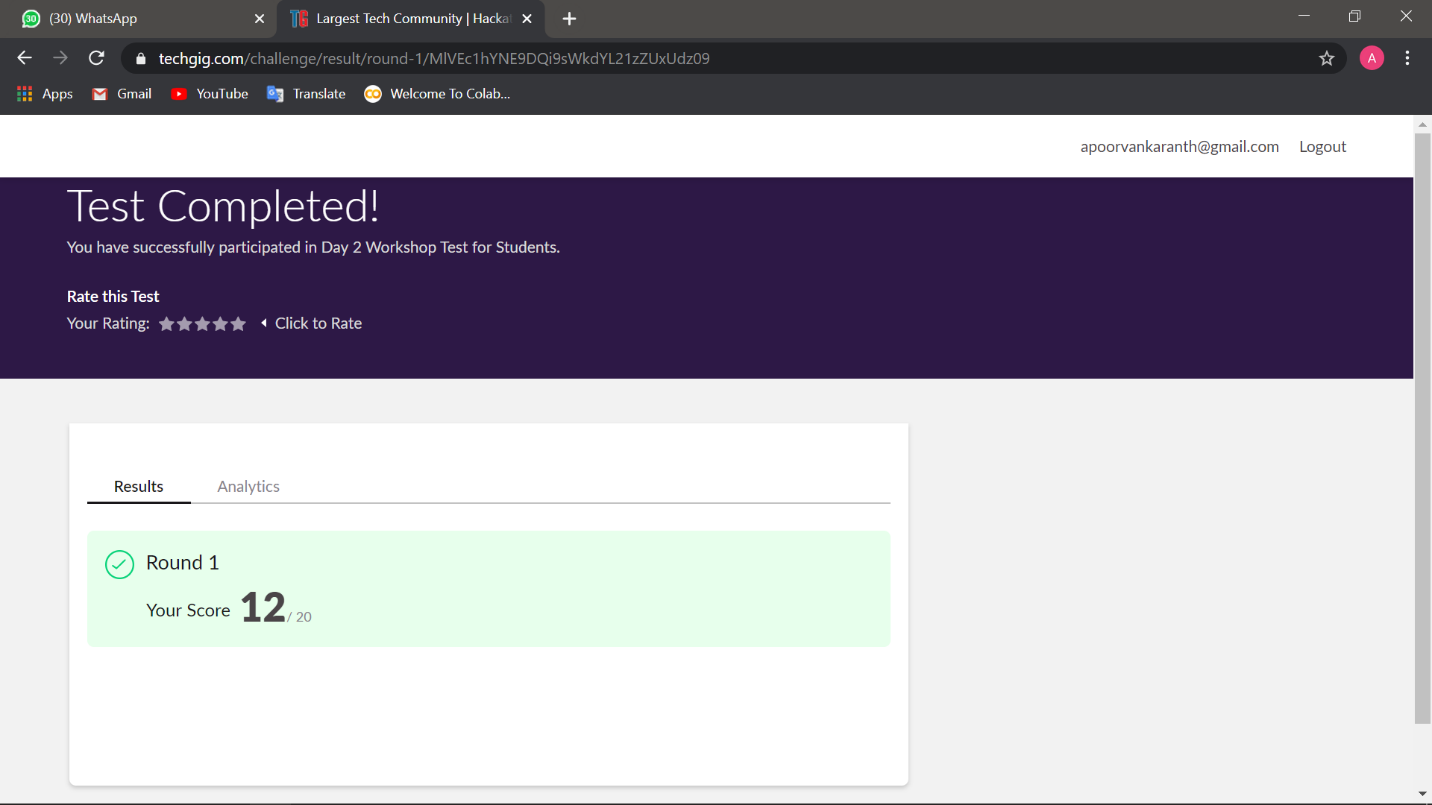 30 (30) WhatsApp
TG Largest Tech Community | Hacka
techgig.com/challenge/result/round-1/MlVEc1hYNE9DQi9sWkdYL21zZUxUdz09
A
Apps Gmail YouTube Translate Welcome To Colab...
apoorvankaranth@gmail.com Logout
Test Completed!
You have successfully participated in Day 2 Workshop Test for Students.
Rate this Test
Your Rating: Click to Rate
Results Analytics
Round 1
Your Score 12 / 20